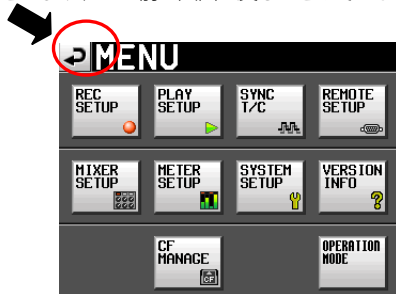 MENU
REC
SETUP
PLAY
SETUP
SYNC
T/C
REMOTE
SETUP
MIXER
SETUP
METER
SETUP
SYSTEM
SETUP
VERSION
INFO
?
CF
MANAGE
CF
OPERATION
MODE